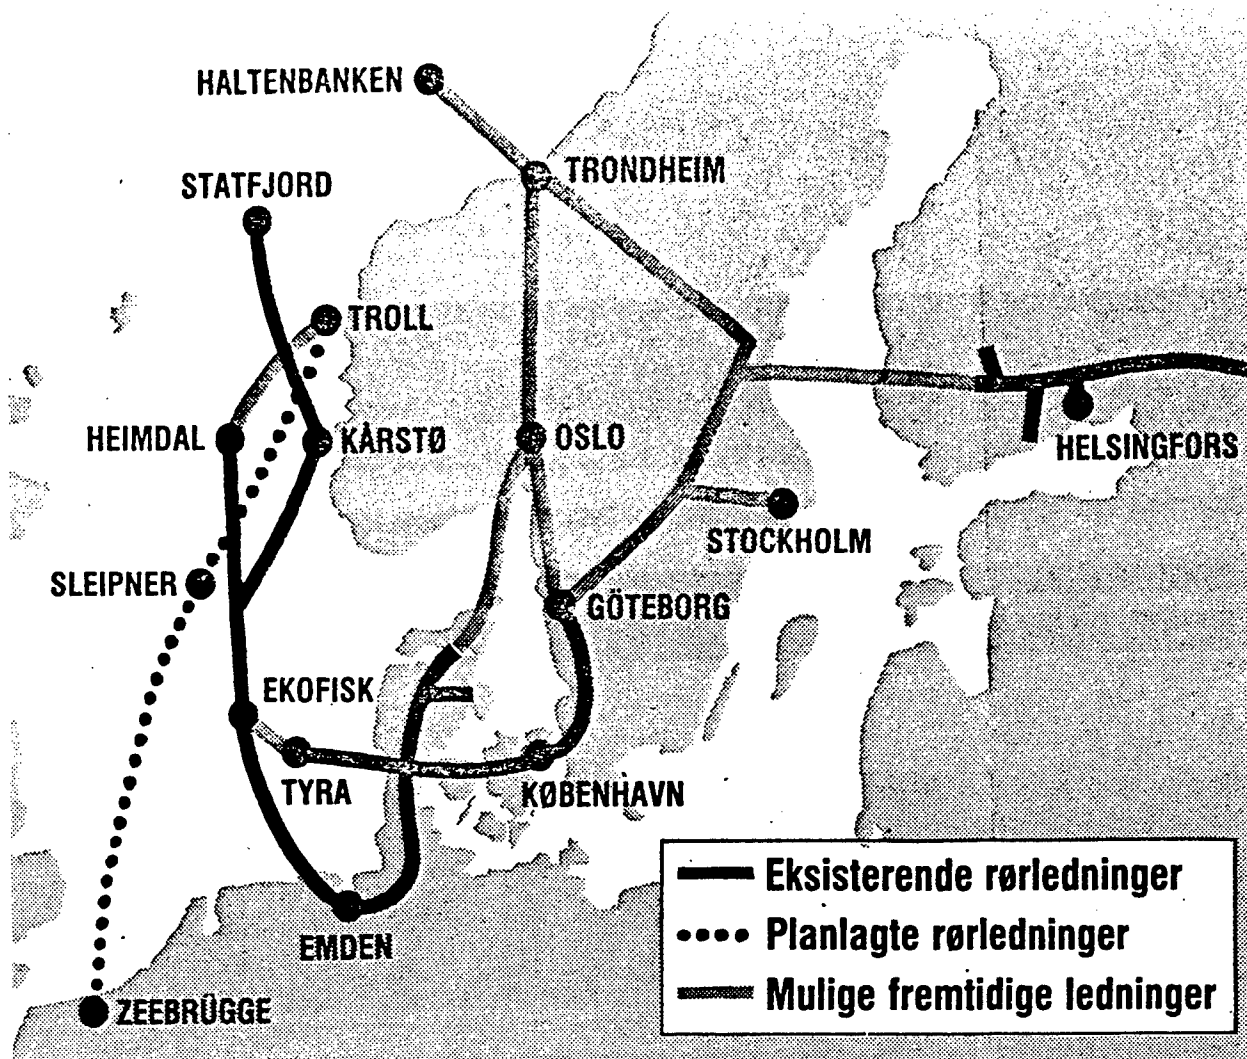 HALTENBANKEN
TRONDHEIM
STATFJORD
TROLL
HEIMDAL
KÅRSTØ
OSLO
HELSINGFORS
STOCKHOLM
SLEIPNER
GÖTEBORG
EKOFISK
TYRA
KØBENHAVN
EMDEN
ZEEBRÜGGE
Eksisterende rørledninger
Planlagte rørledninger
Mulige fremtidige ledninger